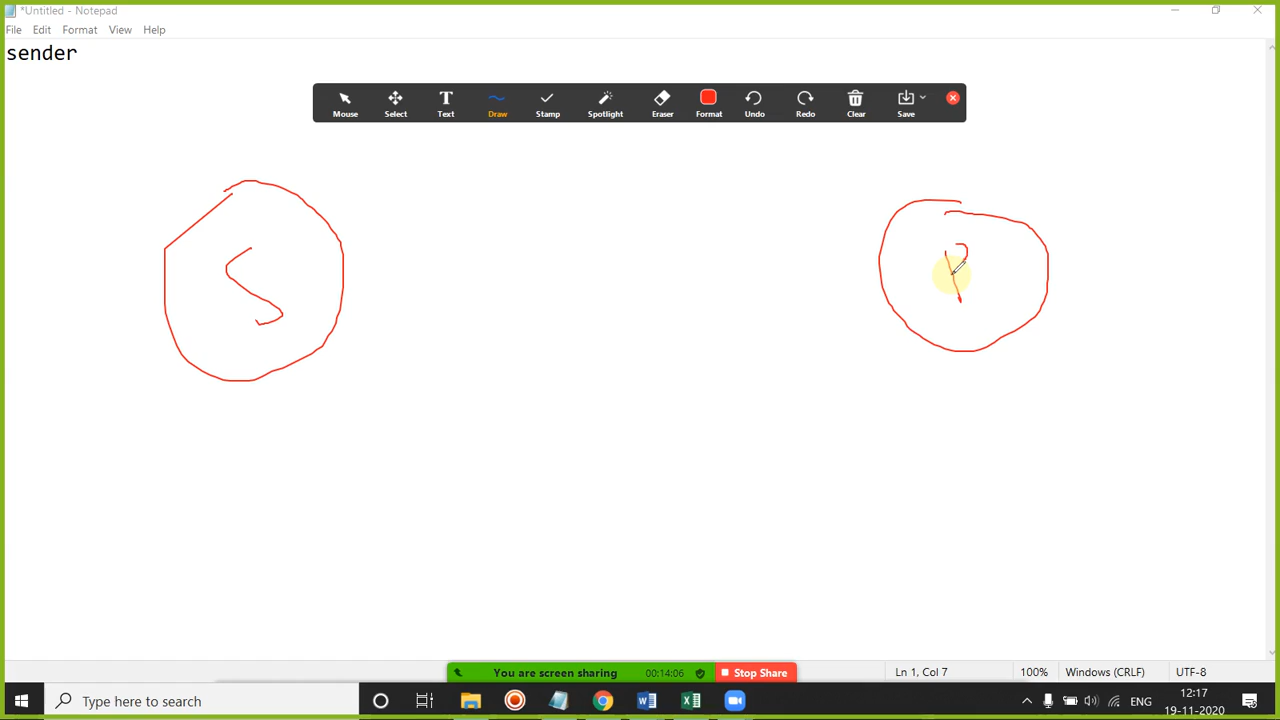 *Untitled - Notepad
File Edit Format View Help
sender
Mouse Select Text Draw Stamp Spotlight Eraser Format Undo Redo Clear Save
S
You are screen sharing 00:14:06 Stop Share
Ln 1, Col 7 100% Windows (CRLF) UTF-8
Type here to search
ENG
12:17
19-11-2020